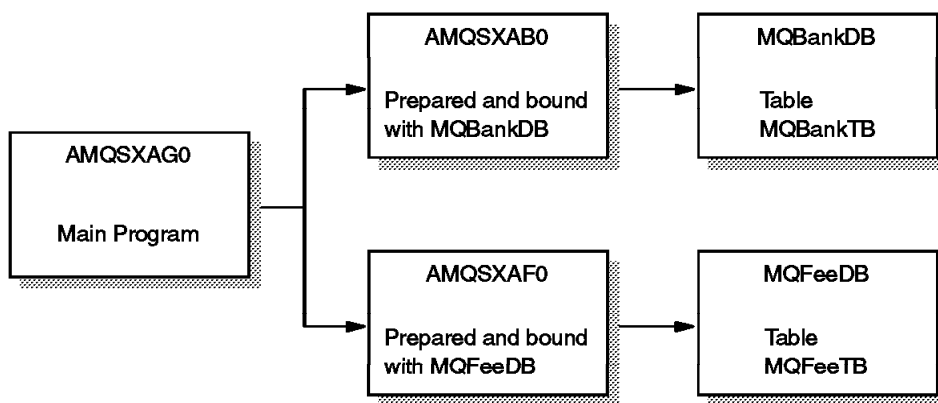 AMQSXAG0
Main Program
AMQSXAB0
Prepared and bound
with MQBankDB
MQBankDB
Table
MQBankTB
AMQSXAF0
Prepared and bound
with MQFeeDB
MQFeeDB
Table
MQFeeTB